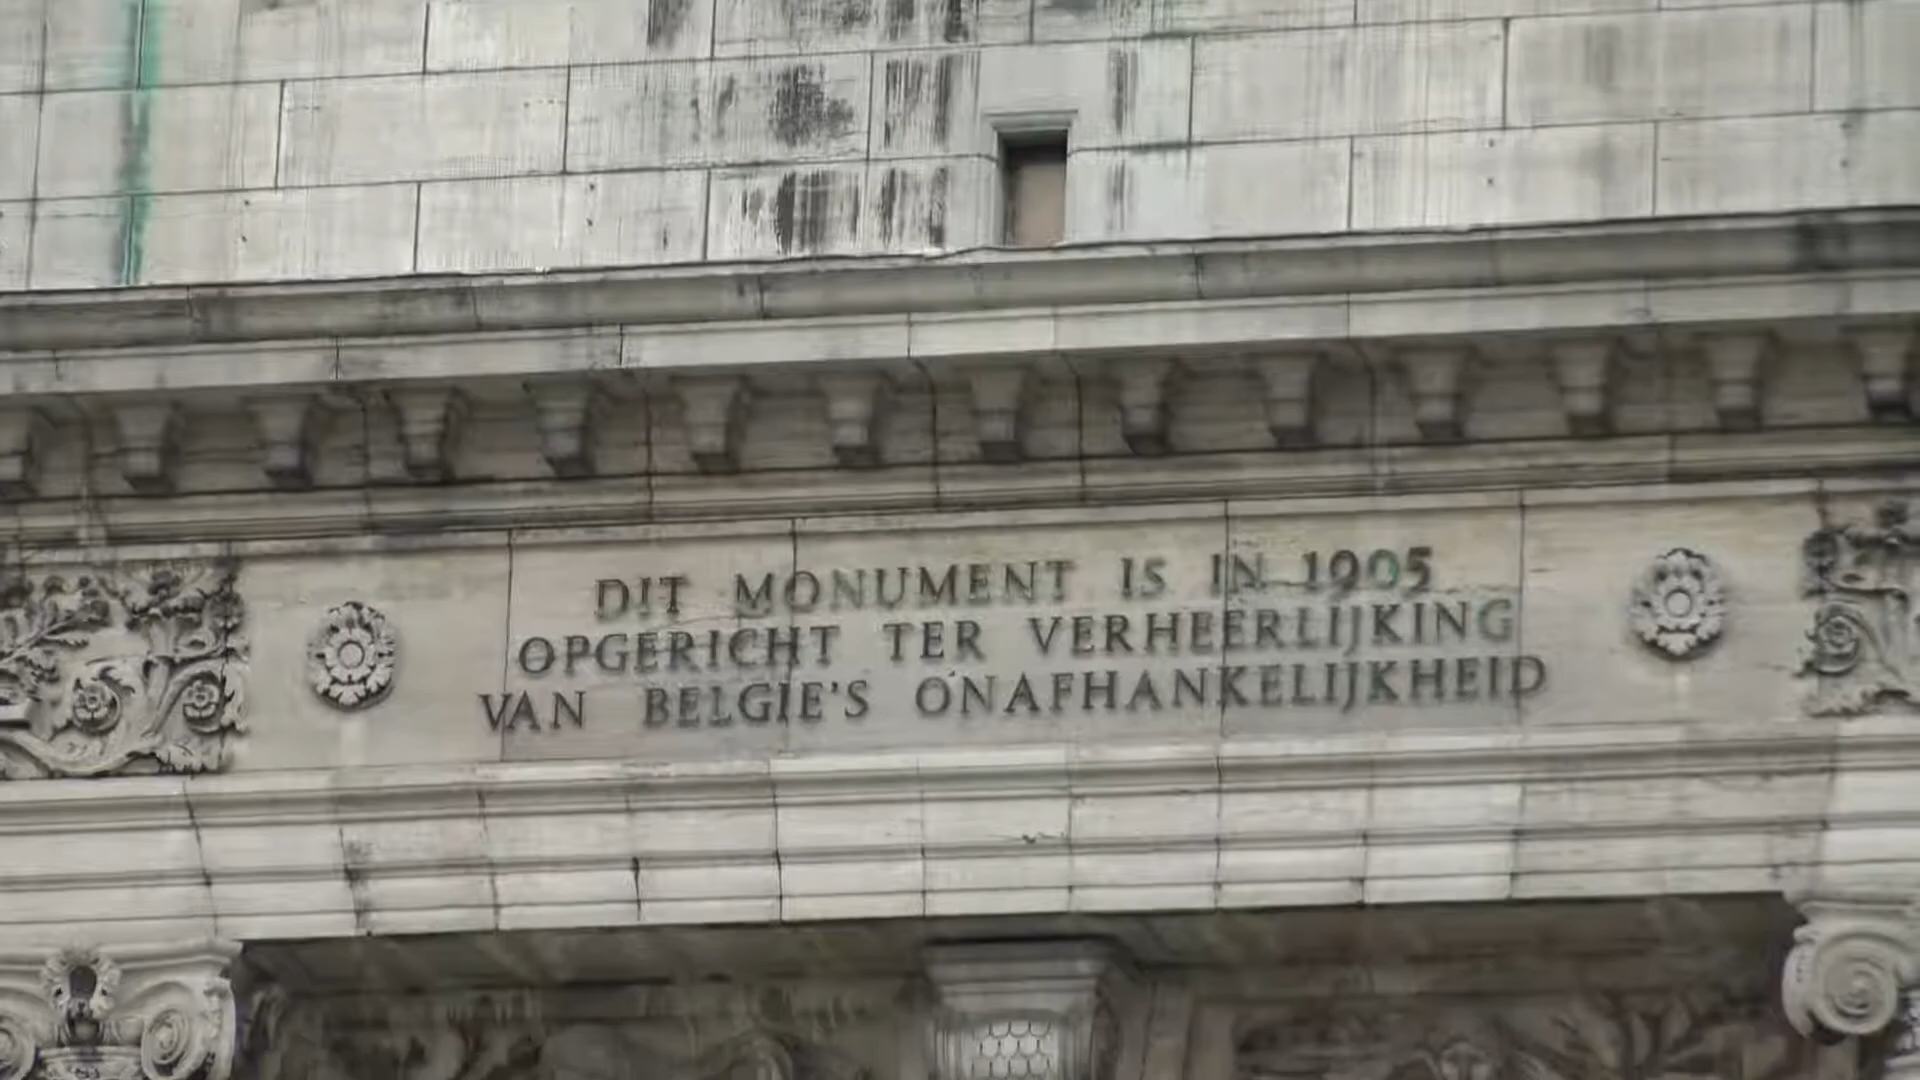 DIT MONUMENT IS IN 1905
OPGERICHT TER VERHEERLIJKING
VAN BELGIE'S ONAFHANKELIJKHEID